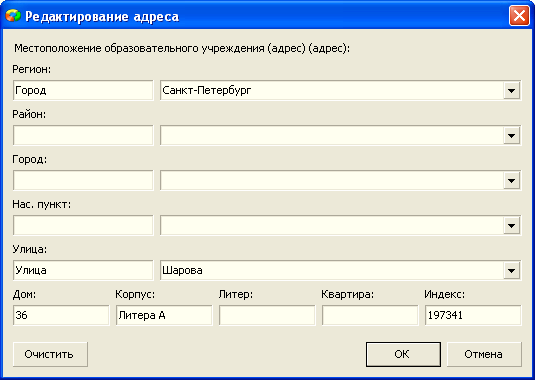 Редактирование адреса
Местоположение образовательного учреждения (адрес) (адрес):
Регион:
Город Санкт-Петербург
Район:
Город:
Нас. пункт:
Улица:
Улица Шарова
Дом: Корпус: Литер: Квартира: Индекс:
36 Литера А 197341
Очистить OK Отмена